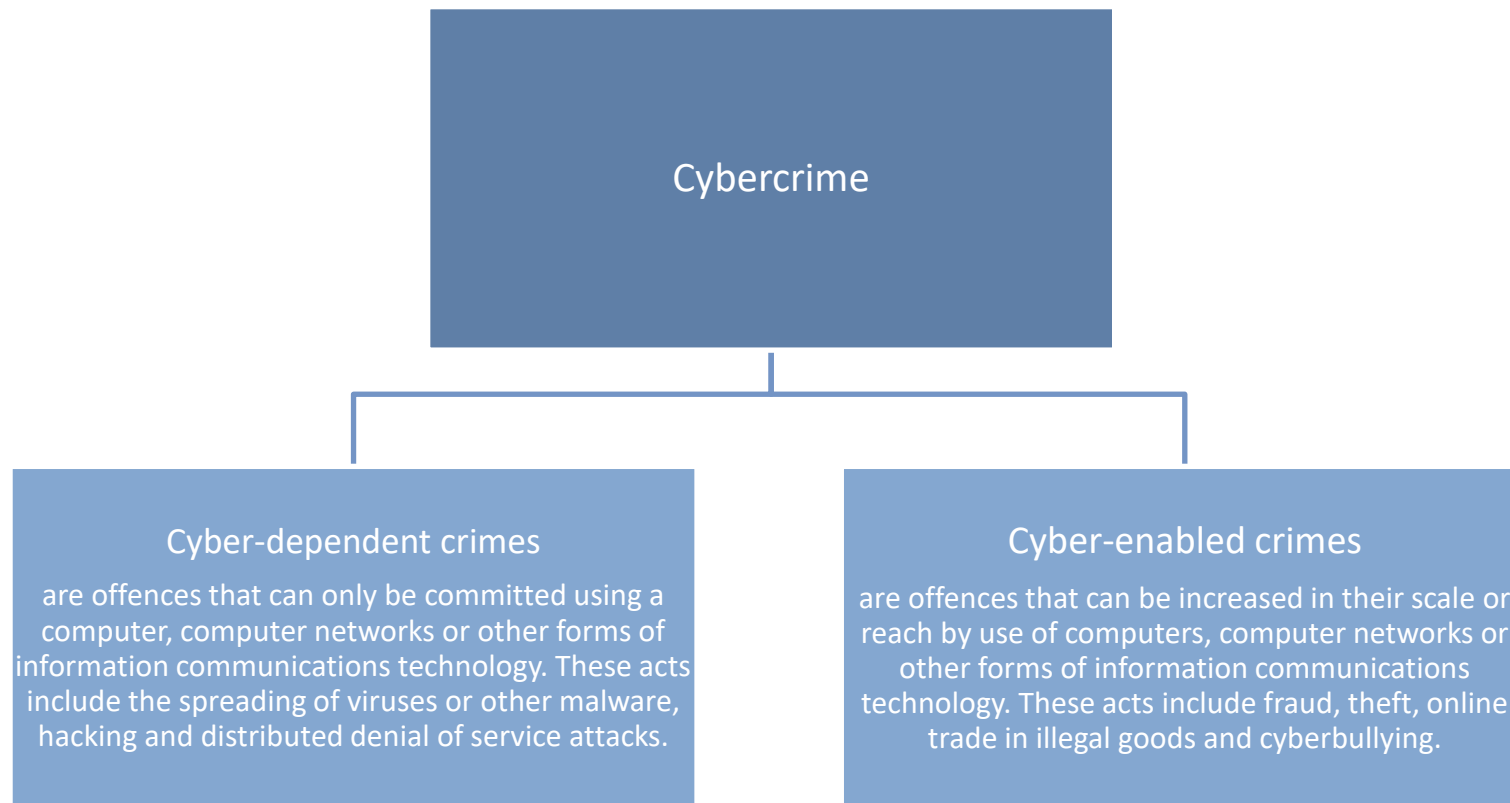 Cybercrime
Cyber-dependent crimes
are offences that can only be committed using a
computer, computer networks or other forms of
information communications technology. These acts
include the spreading of viruses or other malware,
hacking and distributed denial of service attacks.
Cyber-enabled crimes
are offences that can be increased in their scale or
reach by use of computers, computer networks or
other forms of information communications
technology. These acts include fraud, theft, online
trade in illegal goods and cyberbullying.